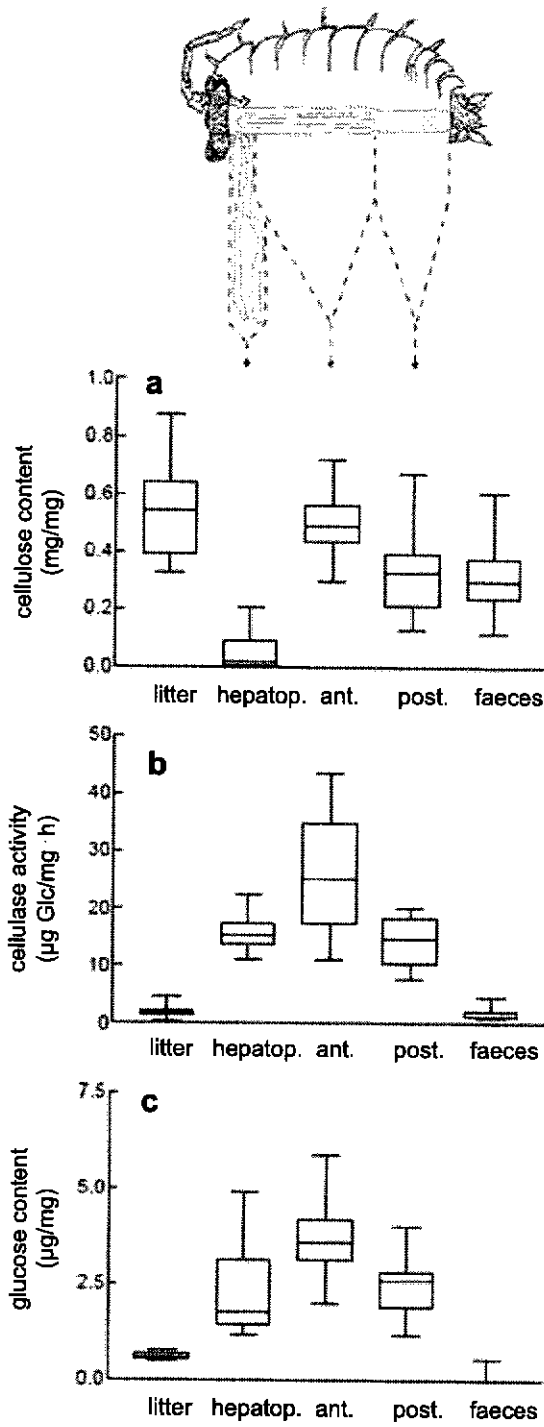 a
1.0
0.8
0.6
0.4
0.2
0.0
cellulose content
(mg/mg)
litter hepatop. ant. post. faeces
b
50
40
30
20
10
0
cellulase activity
(µg Glc/mg · h)
litter hepatop. ant. post. faeces
c
7.5
5.0
2.5
0.0
glucose content
(µg/mg)
litter hepatop. ant. post. faeces